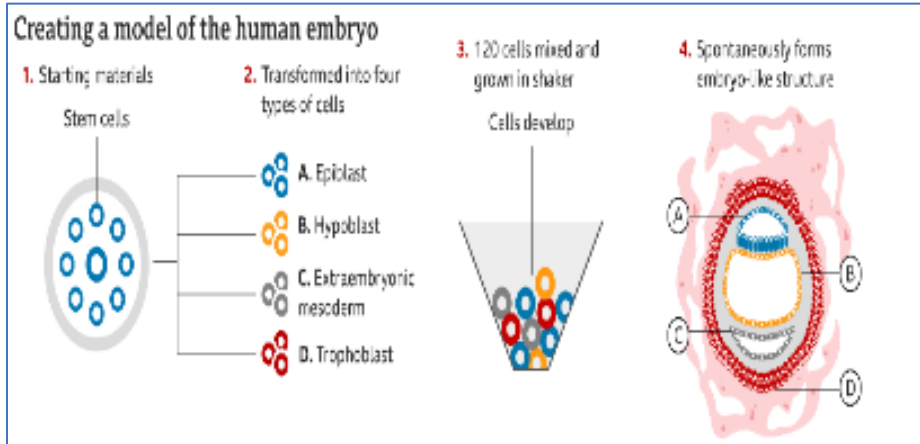 Creating a model of the human embryo
1. Starting materials
Stem cells
2. Transformed into four
types of cells
A. Epiblast
B. Hypoblast
C. Extraembryonic
mesoderm
D. Trophoblast
3. 120 cells mixed and
grown in shaker
Cells develop
4. Spontaneously forms
embryo-like structure
A
B
C
D